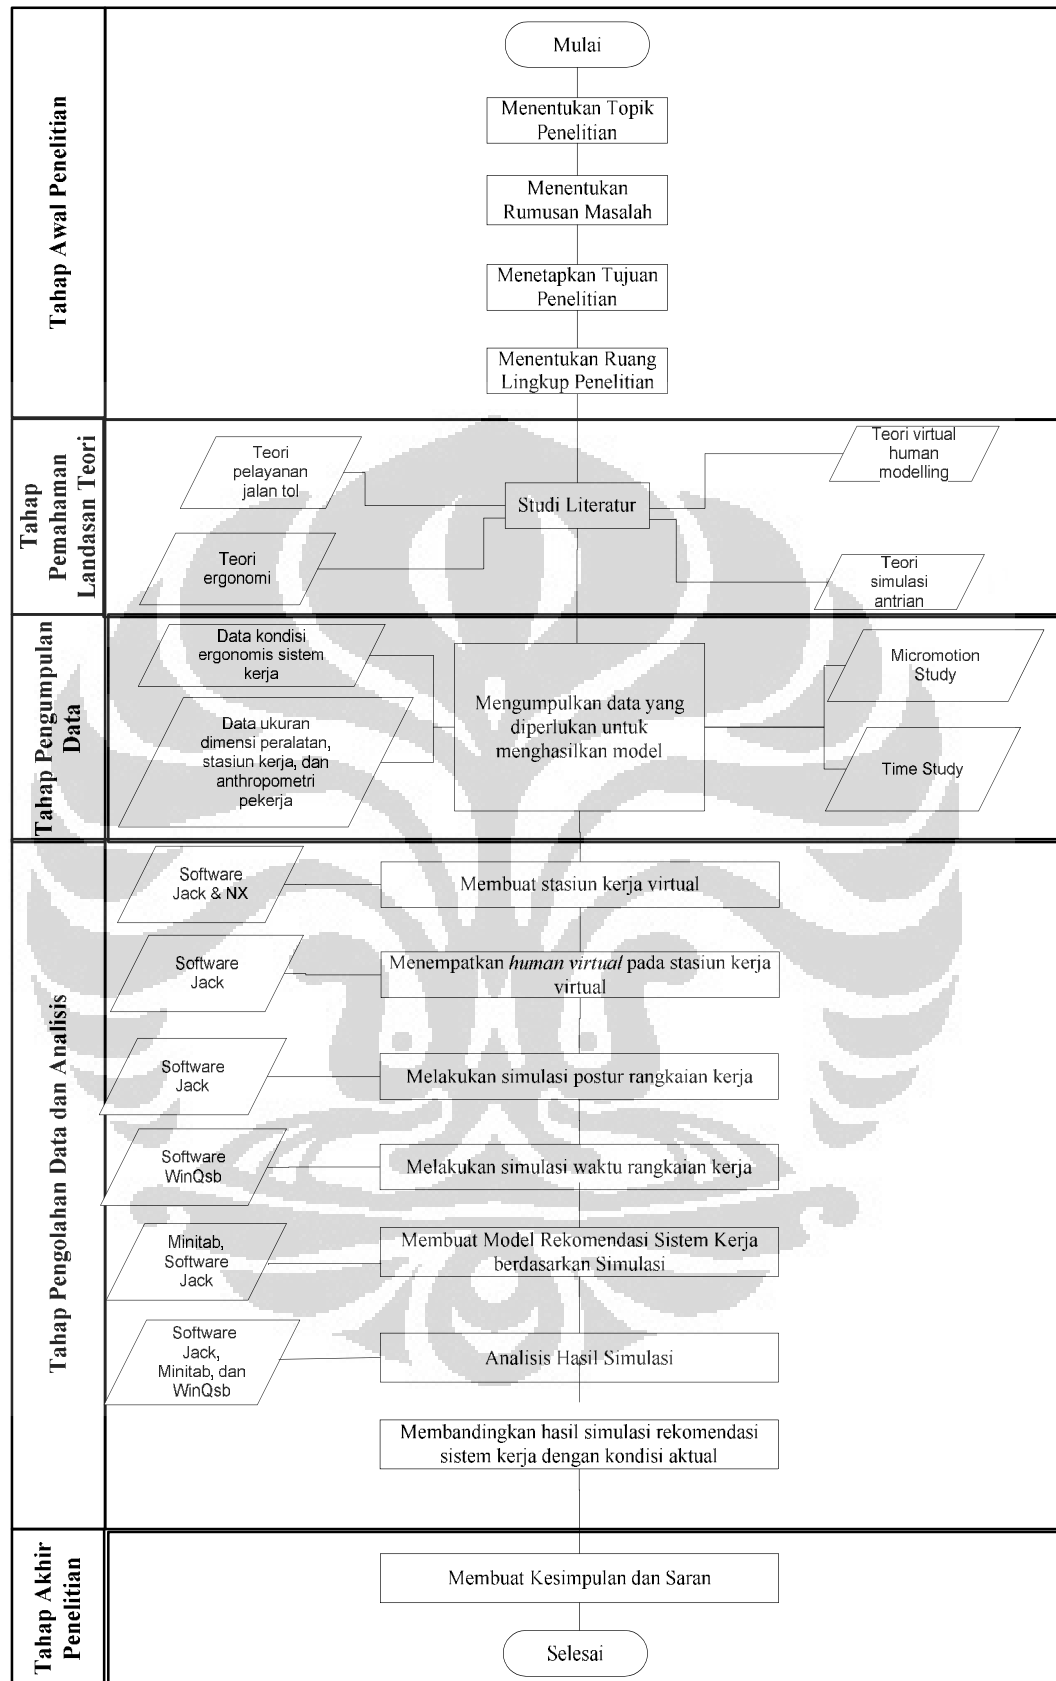 Tahap Awal Penelitian
Mulai
Menentukan Topik
Penelitian
Menentukan
Rumusan Masalah
Menetapkan Tujuan
Penelitian
Menentukan Ruang
Lingkup Penelitian
Tahap
Pemahaman
Landasan Teori
Teori
pelayanan
jalan tol
Teori
ergonomi
Studi Literatur
Teori virtual
human
modelling
Teori
simulasi
antrian
Tahap Pengumpulan
Data
Data kondisi
ergonomis sistem
kerja
Data ukuran
dimensi peralatan,
stasiun kerja, dan
anthropometri
pekerja
Mengumpulkan data yang
diperlukan untuk
menghasilkan model
Micromotion
Study
Time Study
Tahap Pengolahan Data dan Analisis
Software
Jack & NX
Membuat stasiun kerja virtual
Software
Jack
Menempatkan human virtual pada stasiun kerja
virtual
Software
Jack
Melakukan simulasi postur rangkaian kerja
Software
WinQsb
Melakukan simulasi waktu rangkaian kerja
Minitab,
Software
Jack
Membuat Model Rekomendasi Sistem Kerja
berdasarkan Simulasi
Software
Jack,
Minitab, dan
WinQsb
Analisis Hasil Simulasi
Membandingkan hasil simulasi rekomendasi
sistem kerja dengan kondisi aktual
Tahap Akhir
Penelitian
Membuat Kesimpulan dan Saran
Selesai